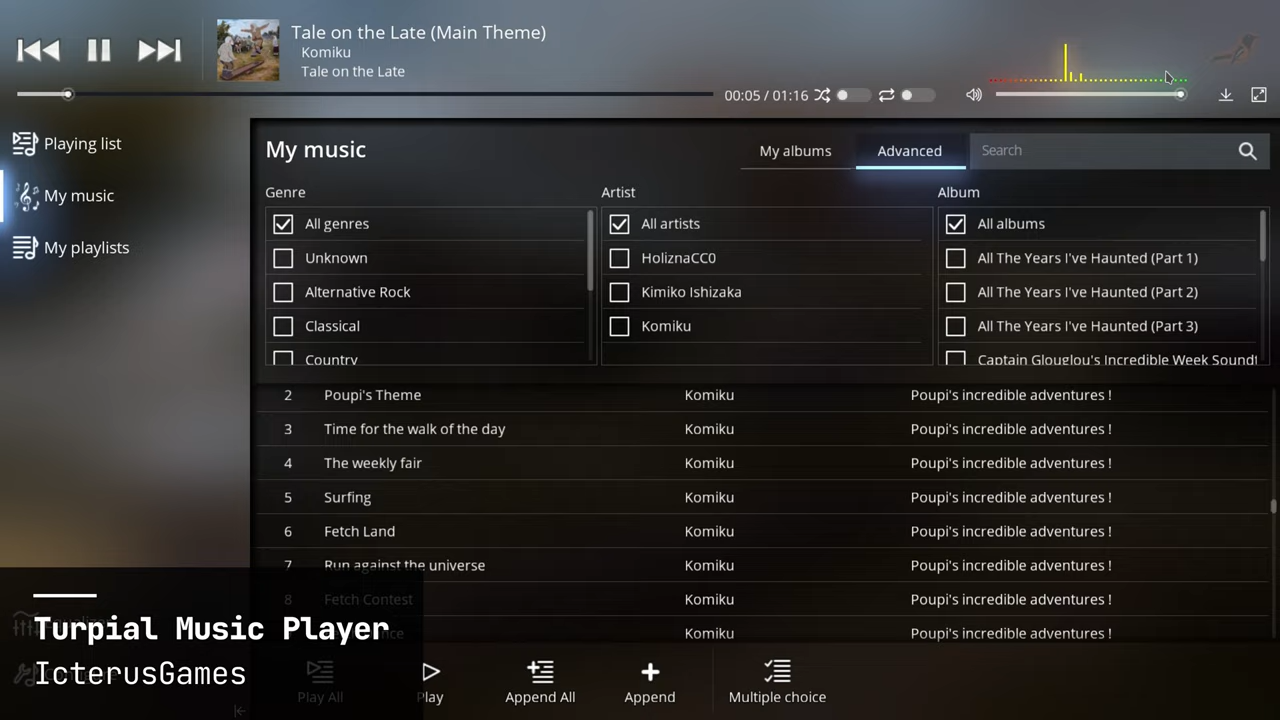 Tale on the Late (Main Theme)
Komiku
Tale on the Late
00:05 / 01:16
Playing list
My music
My playlists
My music
My albums
Advanced
Search
Genre
Artist
Album
All genres
Unknown
Alternative Rock
Classical
Country
All artists
HoliznaCC0
Kimiko Ishizaka
Komiku
All albums
All The Years I've Haunted (Part 1)
All The Years I've Haunted (Part 2)
All The Years I've Haunted (Part 3)
Captain Glouglou's Incredible Week Soundt
2 Poupi's Theme Komiku Poupi's incredible adventures !
3 Time for the walk of the day Komiku Poupi's incredible adventures !
4 The weekly fair Komiku Poupi's incredible adventures !
5 Surfing Komiku Poupi's incredible adventures !
6 Fetch Land Komiku Poupi's incredible adventures !
7 Run against the universe Komiku Poupi's incredible adventures !
8 Fetch Contest Komiku Poupi's incredible adventures !
Komiku Poupi's incredible adventures !
Turpial Music Player
IcterusGames
Play All
Play
Append All
Append
Multiple choice